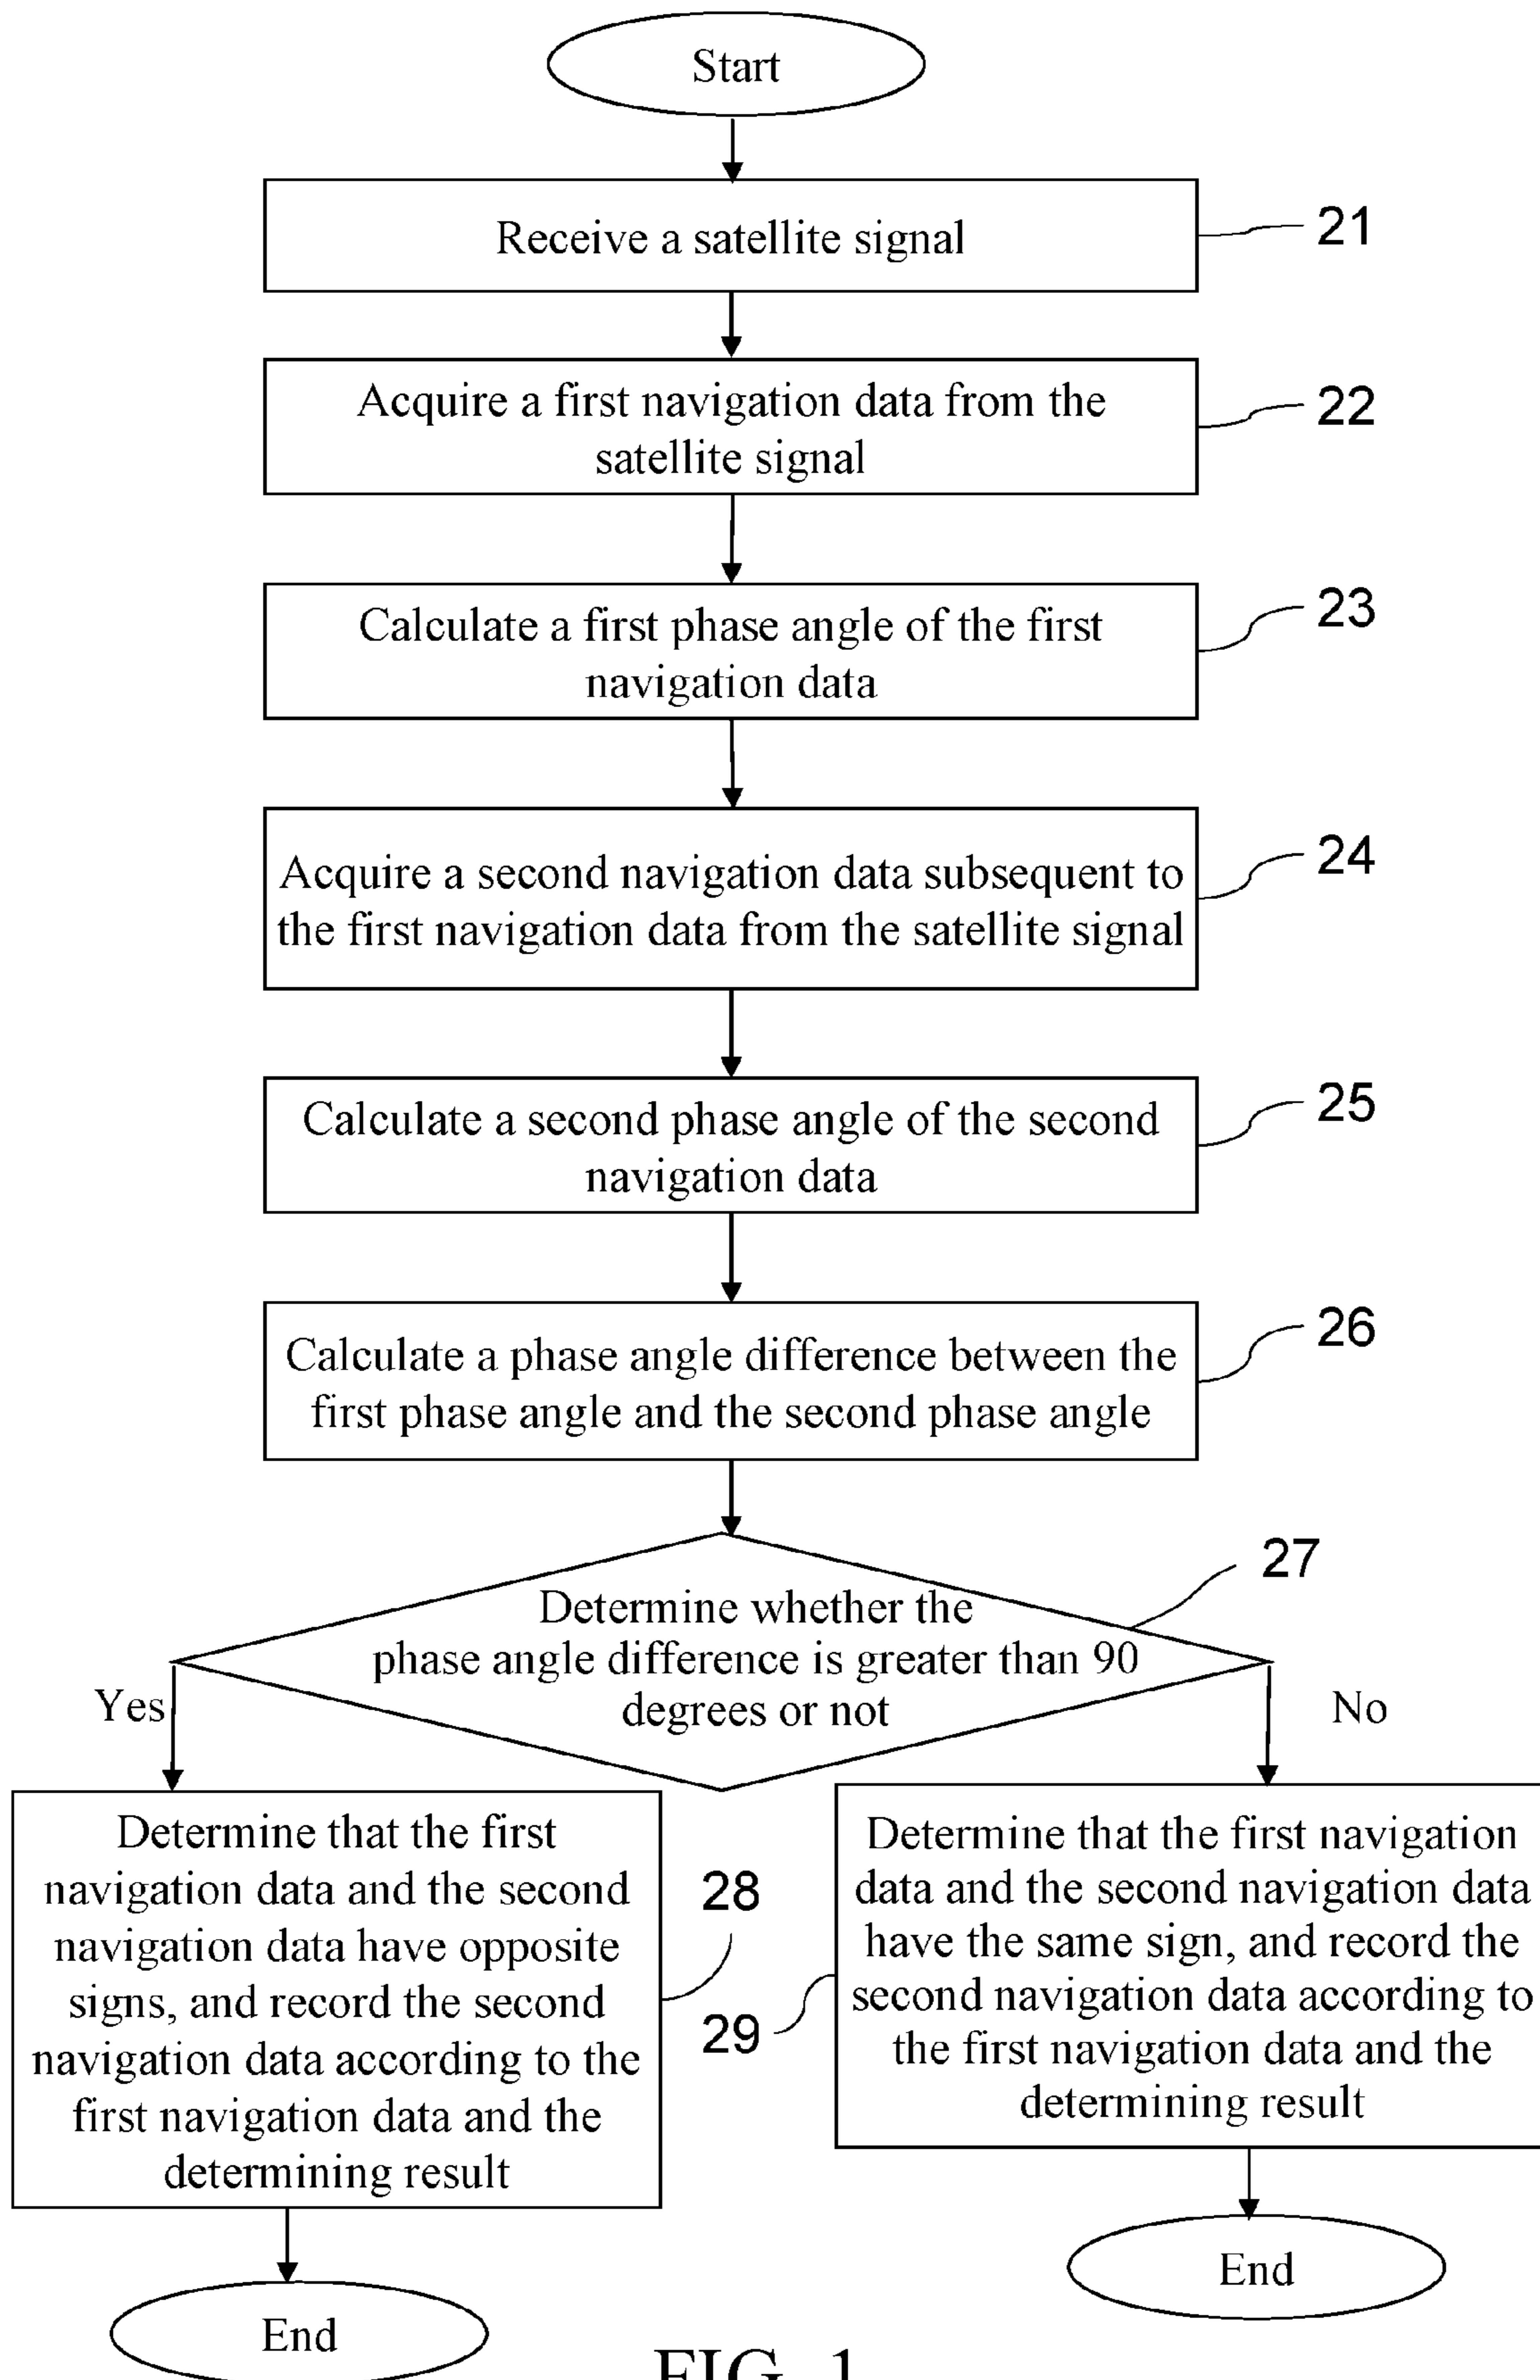 Start
Receive a satellite signal
21
Acquire a first navigation data from the
satellite signal
22
Calculate a first phase angle of the first
navigation data
23
Acquire a second navigation data subsequent to
the first navigation data from the satellite signal
24
Calculate a second phase angle of the second
navigation data
25
Calculate a phase angle difference between the
first phase angle and the second phase angle
26
Determine whether the
phase angle difference is greater than 90
degrees or not
27
Yes
No
Determine that the first
navigation data and the second
navigation data have opposite
signs, and record the second
navigation data according to the
first navigation data and the
determining result
28
29
Determine that the first navigation
data and the second navigation data
have the same sign, and record the
second navigation data according to
the first navigation data and the
determining result
End
End
FIG. 1